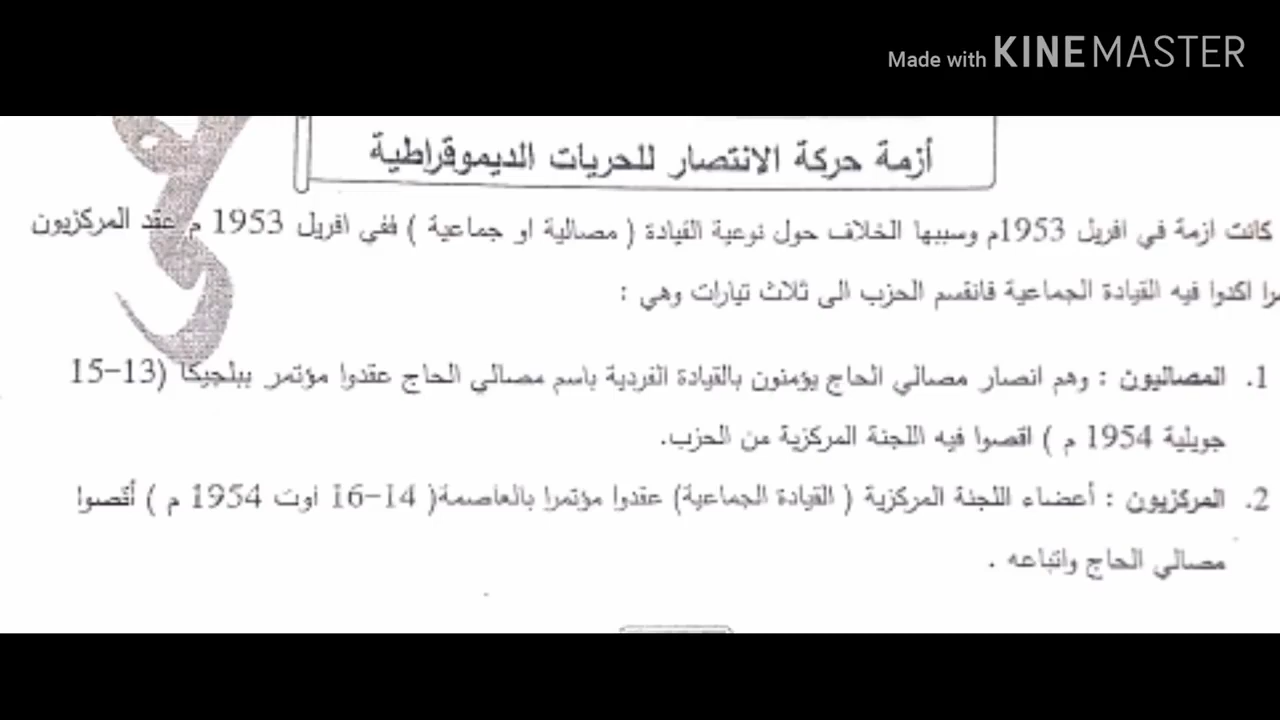 Made with KINEMASTER
أزمة حركة الانتصار للحريات الديموقراطية
كانت ازمة في افريل 1953م وسببها الخلاف حول نوعية القيادة ( مصالية او جماعية ) ففي افريل 1953 م عقد المركزيون
اكدوا فيه القيادة الجماعية فانقسم الحزب الى ثلاث تيارات وهي :
1. المصاليون : وهم انصار مصالي الحاج يؤمنون بالقيادة الفردية باسم مصالي الحاج عقدوا مؤتمر ببلجيكا (13-15
جويلية 1954 م ) اقصوا فيه اللجنة المركزية من الحزب.
2. المركزيون : أعضاء اللجنة المركزية ( القيادة الجماعية) عقدوا مؤتمرا بالعاصمة( 14-16 اوت 1954 م ) أقصوا
مصالي الحاج واتباعه .